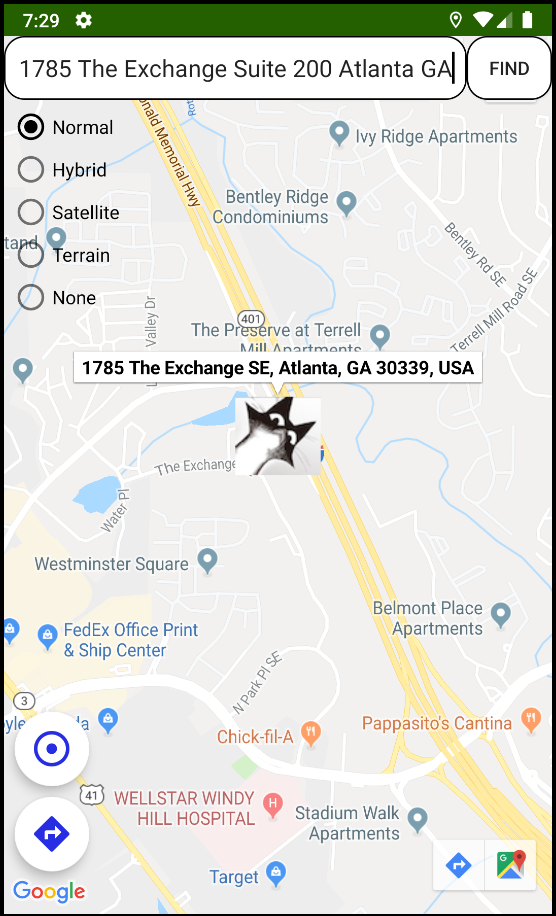 7:29
1785 The Exchange Suite 200 Atlanta GA
FIND
Normal
Hybrid
Satellite
Terrain
None
onald Memorial Hwy
Ivy Ridge Apartments
Bentley Ridge
Condominiums
Bentley Rd SE
Terrell Mill Road SE
tand
Valley Dr
401
The Preserve at Terrell
Mill Apartments
1785 The Exchange SE, Atlanta, GA 30339, USA
The Exchange
Water Pl
Westminster Square
Belmont Place
Apartments
FedEx Office Print
& Ship Center
N Park Pl SE
3
Chick-fil-A
Pappasito's Cantina
41
WELLSTAR WINDY
HILL HOSPITAL
H
Stadium Walk
Apartments
Target
Google
G